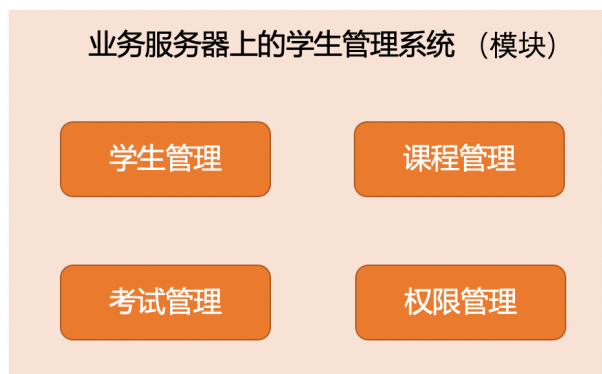 业务服务器上的学生管理系统 （模块）
学生管理
课程管理
考试管理
权限管理